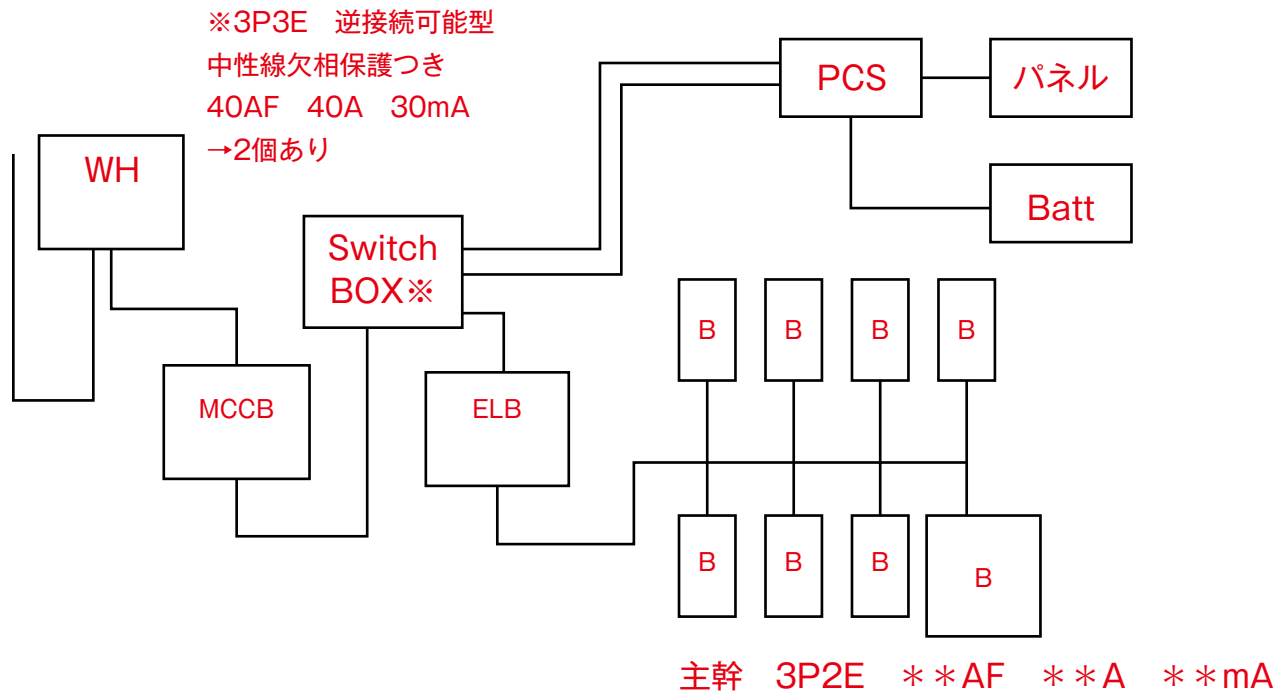 ※3P3E　逆接続可能型
中性線欠相保護つき
40AF　40A　30mA
→2個あり
WH
PCS
パネル
Batt
Switch
BOX※
MCCB
ELB
B
B
B
B
B
B
B
B
主幹　3P2E　＊＊AF　＊＊A　＊＊mA